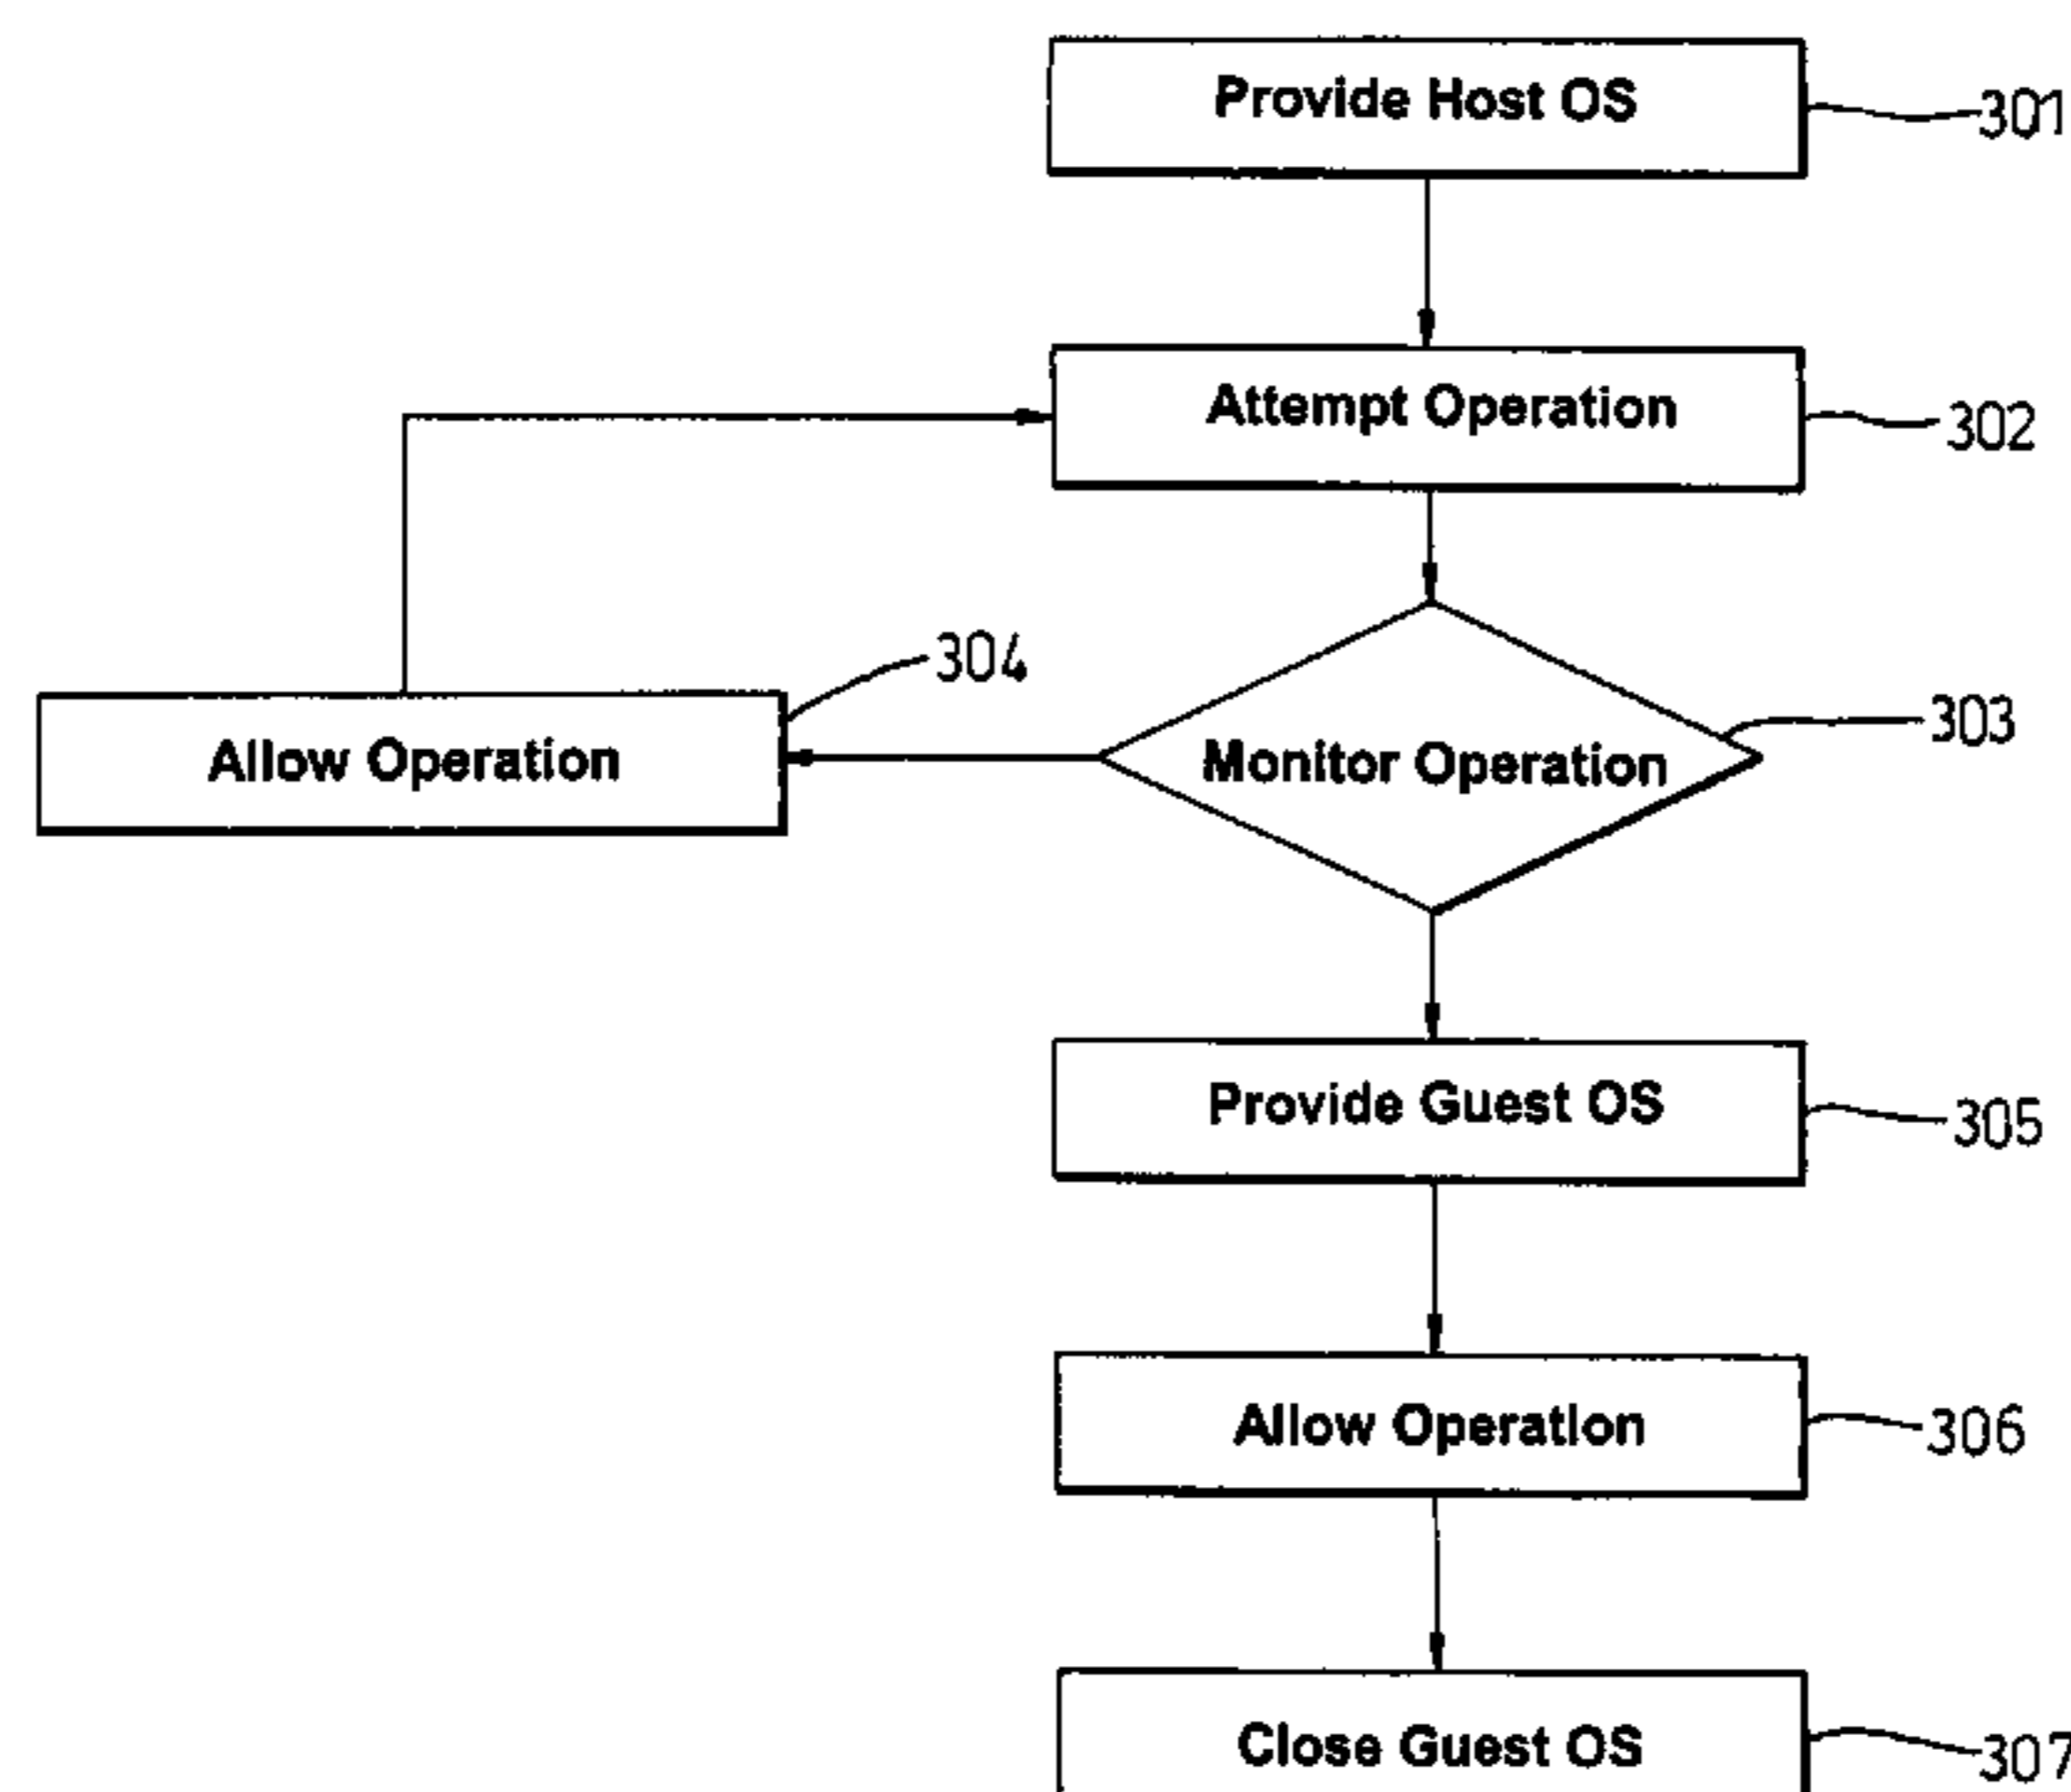 Provide Host OS
301
Attempt Operation
302
304
Allow Operation
Monitor Operation
303
Provide Guest OS
305
Allow Operation
306
Close Guest OS
307